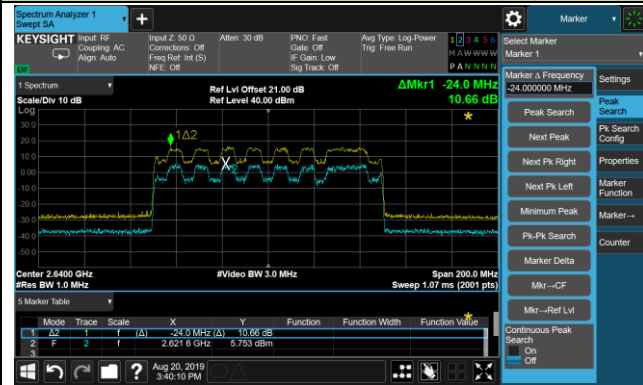 Spectrum Analyzer 1
Swept SA
Marker
KEYSIGHT
Input: RF
Coupling: AC
Align: Auto
Input Z: 50 Ω
Corrections: Off
Freq Ref: Int (S)
NFE: Off
Atten: 30 dB
PNO: Fast
Gate: Off
IF Gain: Low
Sig Track: Off
Avg Type: Log-Power
Trig: Free Run
1 2 3 4 5 6
M A W W W W
P A N N N N
Select Marker
Marker 1
1 Spectrum
Scale/Div 10 dB
Ref Lvl Offset 21.00 dB
Ref Level 40.00 dBm
ΔMkr1 -24.0 MHz
10.66 dB
Log
30.0
20.0
10.0
0.00
-10.0
-20.0
-30.0
-40.0
-50.0
1Δ2
X2
Center 2.6400 GHz
#Res BW 1.0 MHz
#Video BW 3.0 MHz
Span 200.0 MHz
Sweep 1.07 ms (2001 pts)
5 Marker Table
Mode Trace Scale X Y Function Function Width Function Value
1 Δ2 1 f (Δ) -24.0 MHz (Δ) 10.66 dB
2 F 2 f 2.621 6 GHz 5.753 dBm
3
Marker Δ Frequency
-24.000000 MHz
Peak Search
Next Peak
Next Pk Right
Next Pk Left
Minimum Peak
Pk-Pk Search
Marker Delta
Mkr→CF
Mkr→Ref Lvl
Continuous Peak
Search
On
Off
Settings
Peak
Search
Pk Search
Config
Properties
Marker
Function
Marker→
Counter
Aug 20, 2019
3:40:10 PM